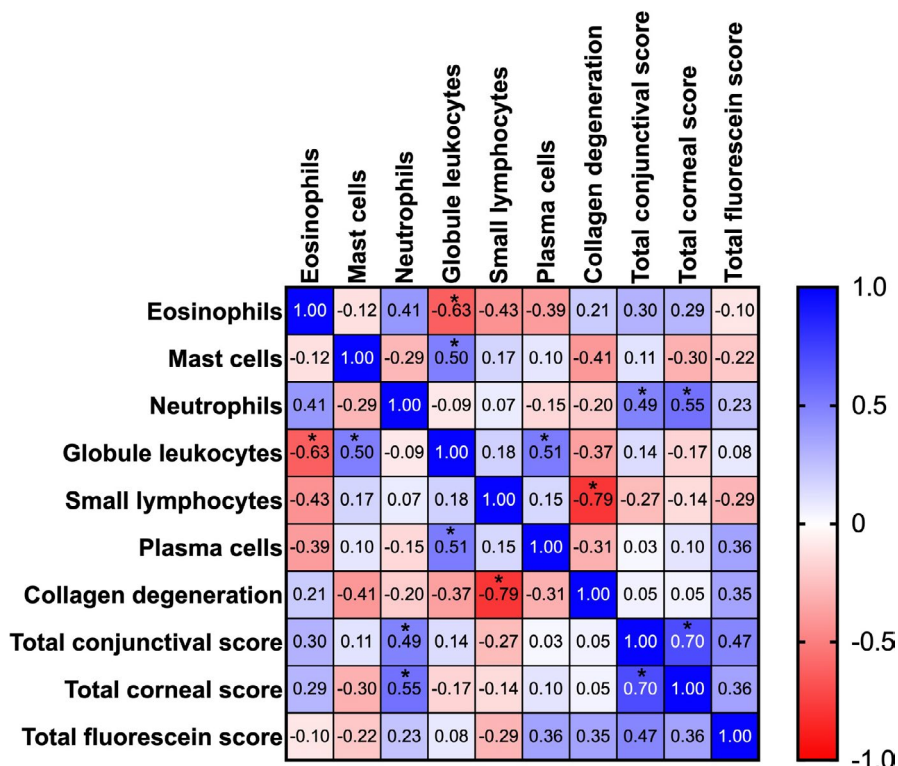 Eosinophils
Mast cells
Neutrophils
Globule leukocytes
Small lymphocytes
Plasma cells
Collagen degeneration
Total conjunctival score
Total corneal score
Total fluorescein score
Eosinophils 1.00 -0.12 0.41 -0.63* -0.43 -0.39 0.21 0.30 0.29 -0.10
Mast cells -0.12 1.00 -0.29 0.50* 0.17 0.10 -0.41 0.11 -0.30 -0.22
Neutrophils 0.41 -0.29 1.00 -0.09 0.07 -0.15 -0.20 0.49* 0.55* 0.23
Globule leukocytes -0.63* 0.50* -0.09 1.00 0.18 0.51* -0.37 0.14 -0.17 0.08
Small lymphocytes -0.43 0.17 0.07 0.18 1.00 0.15 -0.79* -0.27 -0.14 -0.29
Plasma cells -0.39 0.10 -0.15 0.51* 0.15 1.00 -0.31 0.03 0.10 0.36
Collagen degeneration 0.21 -0.41 -0.20 -0.37 -0.79* -0.31 1.00 0.05 0.05 0.35
Total conjunctival score 0.30 0.11 0.49* 0.14 -0.27 0.03 0.05 1.00 0.70* 0.47
Total corneal score 0.29 -0.30 0.55* -0.17 -0.14 0.10 0.05 0.70* 1.00 0.36
Total fluorescein score -0.10 -0.22 0.23 0.08 -0.29 0.36 0.35 0.47 0.36 1.00
1.0
0.5
0
-0.5
-1.0